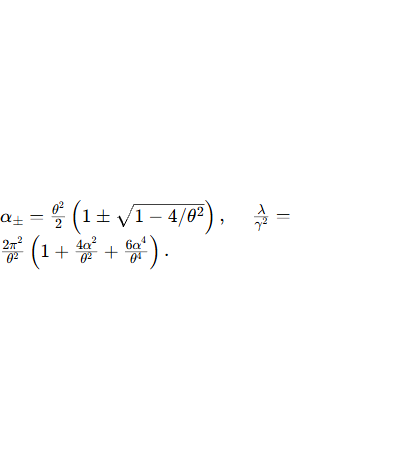 α± = θ²/2 (1 ± √(1 − 4/θ²)), λ/γ² =
2π²/θ² (1 + 4α²/θ² + 6α⁴/θ⁴).